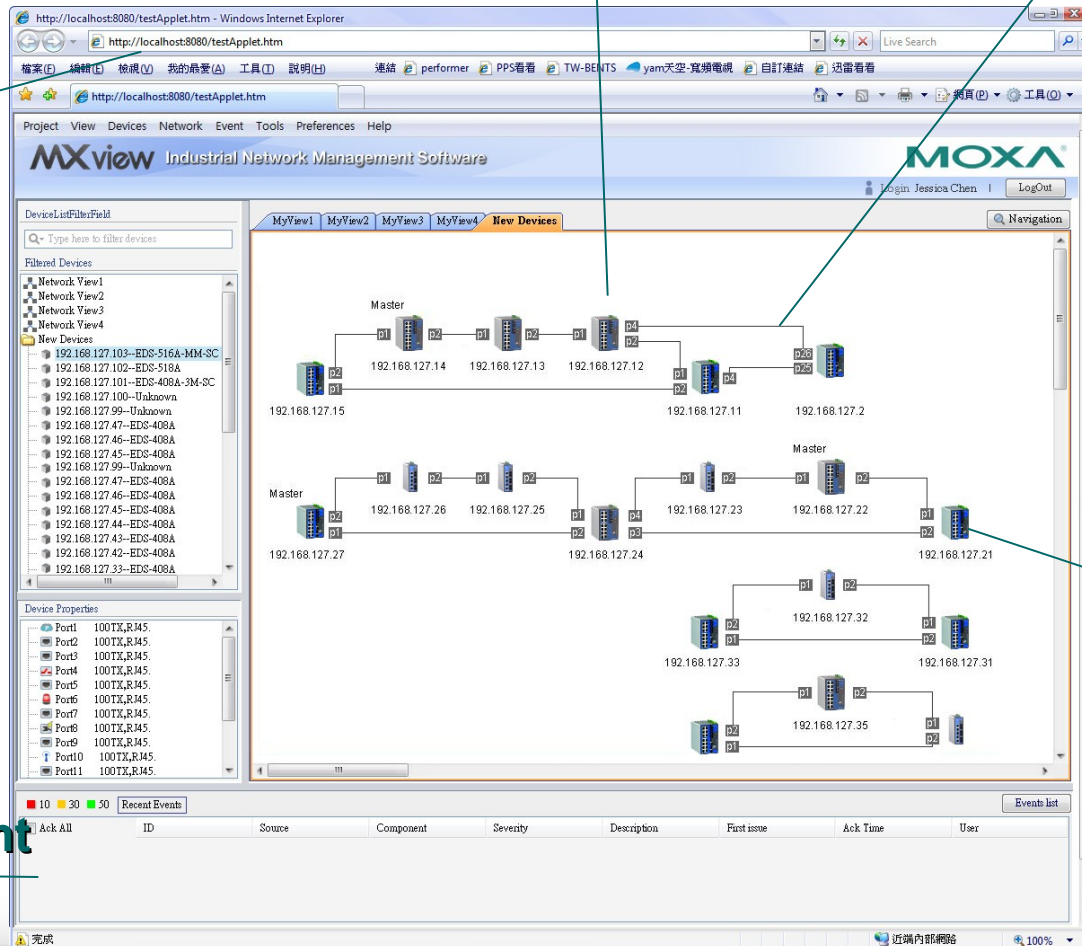 http://localhost:8080/testApplet.htm - Windows Internet Explorer
http://localhost:8080/testApplet.htm
Live Search
檔案(F) 編輯(E) 檢視(V) 我的最愛(A) 工具(T) 說明(H) 連結 performer PPS看看 TW-BENTS yam天空-寬頻電視 自訂連結 迅雷看看
http://localhost:8080/testApplet.htm
網頁(P) 工具(O)
Project View Devices Network Event Tools Preferences Help
MXview Industrial Network Management Software
MOXA
Login Jessica Chen | LogOut
DeviceListFilterField
Type here to filter devices
Filtered Devices
Network View1
Network View2
Network View3
Network View4
New Devices
192.168.127.103--EDS-516A-MM-SC
192.168.127.102--EDS-518A
192.168.127.101--EDS-408A-3M-SC
192.168.127.100--Unknown
192.168.127.99--Unknown
192.168.127.47--EDS-408A
192.168.127.46--EDS-408A
192.168.127.45--EDS-408A
192.168.127.99--Unknown
192.168.127.47--EDS-408A
192.168.127.46--EDS-408A
192.168.127.45--EDS-408A
192.168.127.44--EDS-408A
192.168.127.43--EDS-408A
192.168.127.42--EDS-408A
192.168.127.33--EDS-408A
Device Properties
Port1 100TX,RJ45.
Port2 100TX,RJ45.
Port3 100TX,RJ45.
Port4 100TX,RJ45.
Port5 100TX,RJ45.
Port6 100TX,RJ45.
Port7 100TX,RJ45.
Port8 100TX,RJ45.
Port9 100TX,RJ45.
Port10 100TX,RJ45.
Port11 100TX,RJ45.
MyView1 MyView2 MyView3 MyView4 New Devices
Navigation
Master
p1 p2 p1 p2 p1 p4
p2
p26
p25
192.168.127.14 192.168.127.13 192.168.127.12
p2
p1
p1
p2
p4
192.168.127.15 192.168.127.11 192.168.127.2
Master
p1 p2 p1 p2 p1 p2 p1 p2
Master
192.168.127.26 192.168.127.25 192.168.127.23 192.168.127.22
p2 p1 p4 p1
p1 p2 p3 p2
192.168.127.27 192.168.127.24 192.168.127.21
p1 p2
192.168.127.32
p2 p1
p1 p2
192.168.127.33 192.168.127.31
p1 p2
192.168.127.35
p2 p1
p1 p2
10 30 50 Recent Events
Events list
Ack All ID Source Component Severity Description First issue Ack Time User
nt
完成 近端內部網路 100%